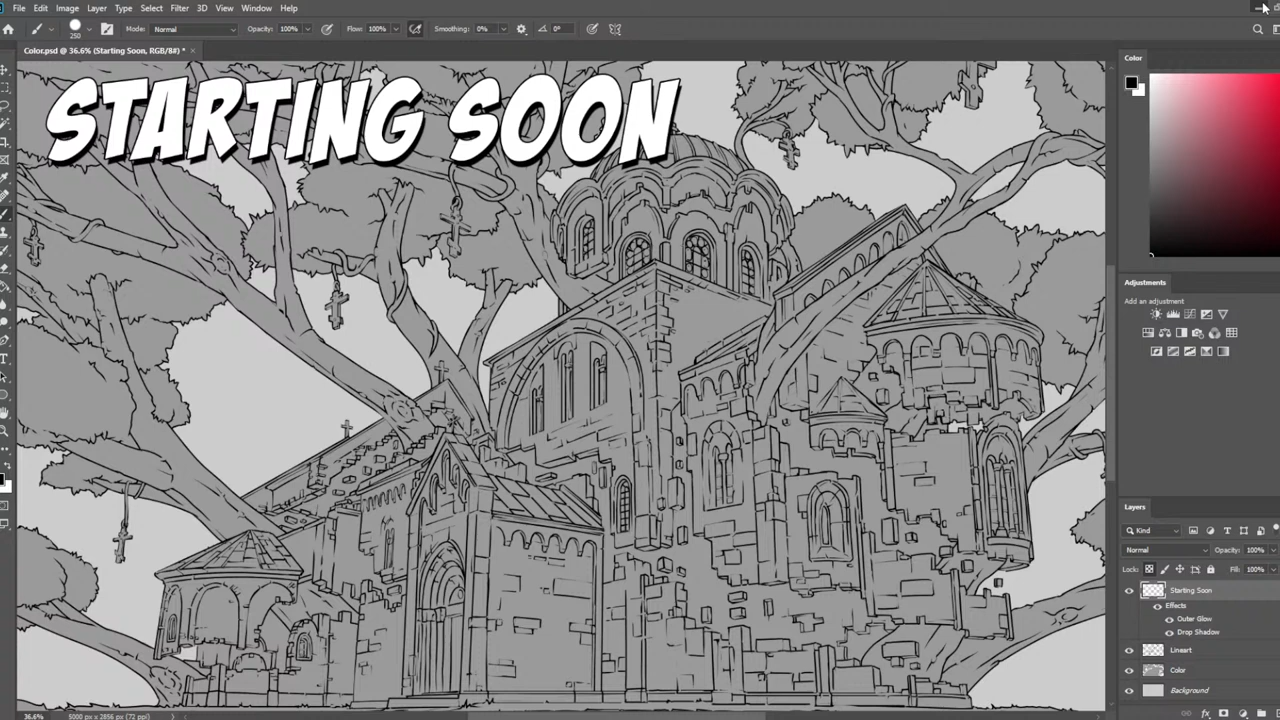 File Edit Image Layer Type Select Filter 3D View Window Help
250 Mode: Normal Opacity: 100% Flow: 100% Smoothing: 0% 0°
Color.psd @ 36.6% (Starting Soon, RGB/8#) * ×
STARTING SOON
Color
Adjustments
Add an adjustment
Layers
Kind
Normal Opacity: 100%
Lock: Fill: 100%
Starting Soon
Effects
Outer Glow
Drop Shadow
Lineart
Color
Background
36.6% 5000 px x 2856 px (72 ppi)